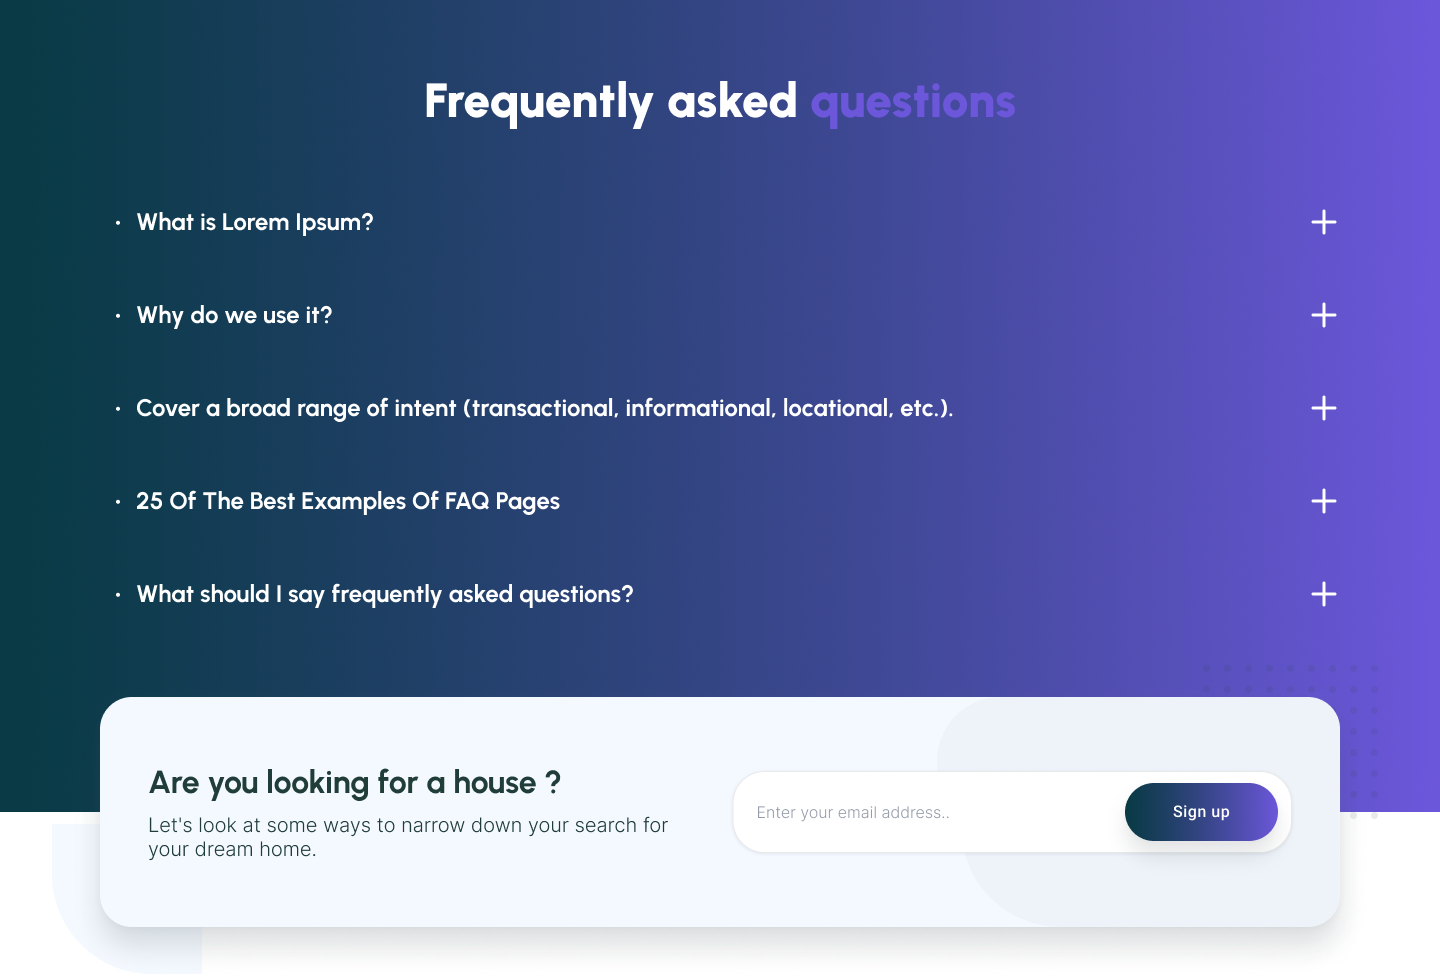 Frequently asked questions
• What is Lorem Ipsum?
• Why do we use it?
• Cover a broad range of intent (transactional, informational, locational, etc.).
• 25 Of The Best Examples Of FAQ Pages
• What should I say frequently asked questions?
Are you looking for a house ?
Let's look at some ways to narrow down your search for
your dream home.
Enter your email address..
Sign up